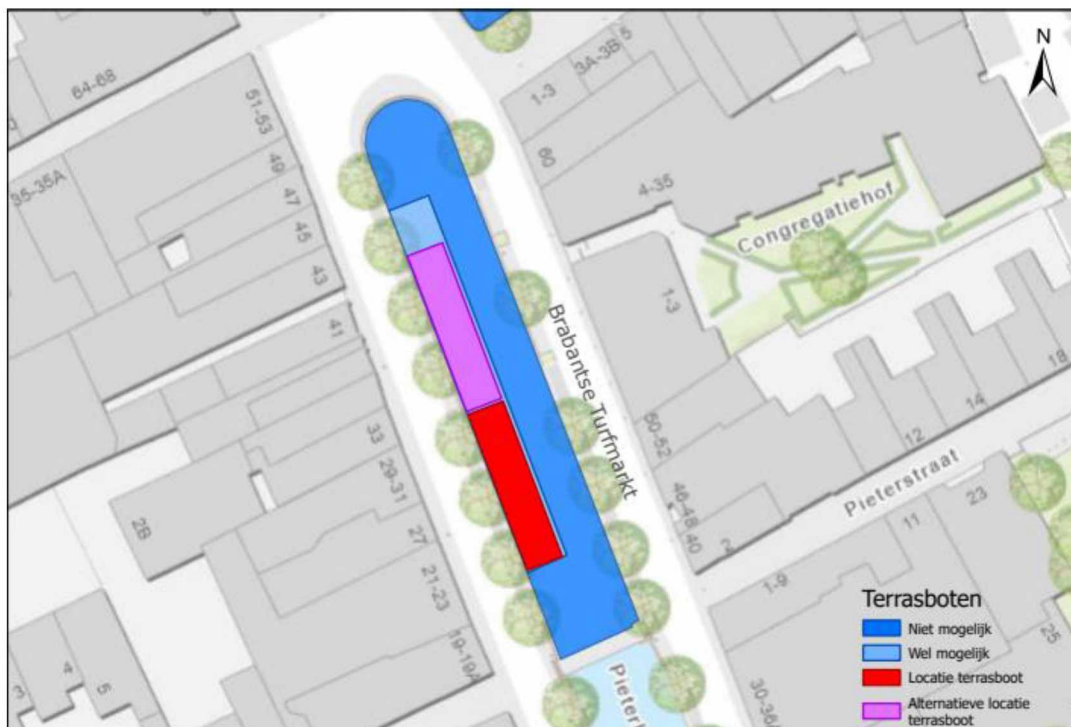 N
64-68
51-53
49
47
45
43
41
35-35A
33
29-31
27
21-23
19-19A
2B
4
5
3
1-3
3A-3B
5
60
4-35
Congregatiehof
1-3
Brabantse Turfmarkt
50-52
46-48
40
2
12
14
18
Pieterstraat
23
11
1-9
25
30-36
Terrasboten
Niet mogelijk
Wel mogelijk
Locatie terrasboot
Alternatieve locatie
terrasboot